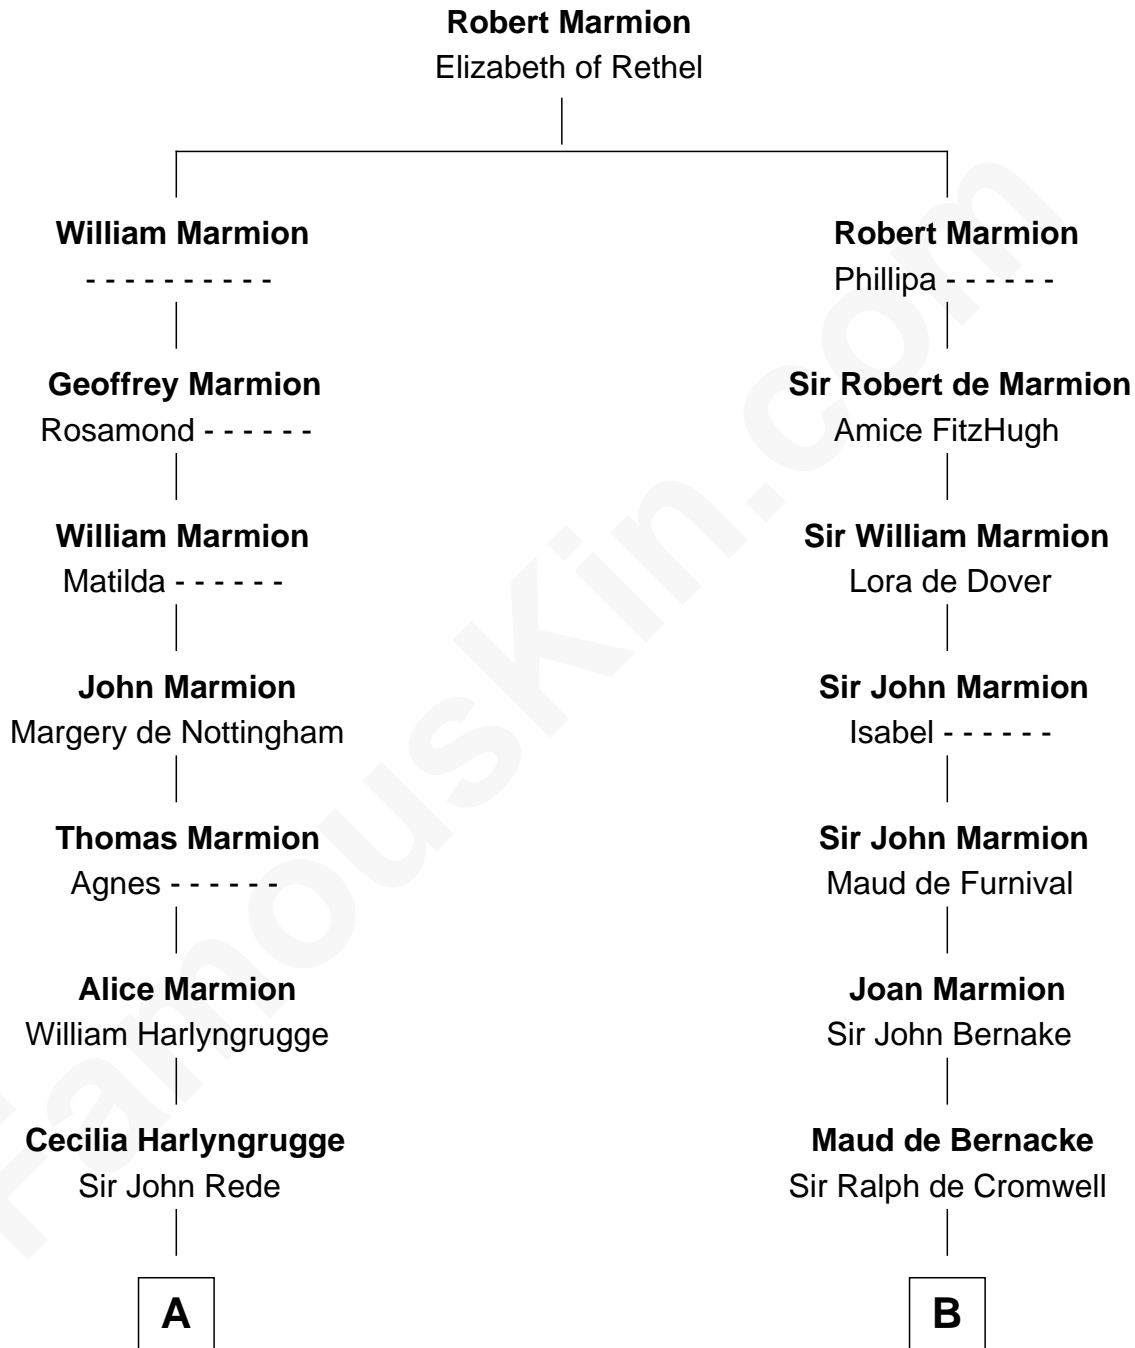 Robert Marmion
Elizabeth of Rethel
William Marmion
- - - - - - - - - -
Geoffrey Marmion
Rosamond - - - - - -
William Marmion
Matilda - - - - - -
John Marmion
Margery de Nottingham
Thomas Marmion
Agnes - - - - - -
Alice Marmion
William Harlyngrugge
Cecilia Harlyngrugge
Sir John Rede
A
Robert Marmion
Phillipa - - - - - -
Sir Robert de Marmion
Amice FitzHugh
Sir William Marmion
Lora de Dover
Sir John Marmion
Isabel - - - - - -
Sir John Marmion
Maud de Furnival
Joan Marmion
Sir John Bernake
Maud de Bernacke
Sir Ralph de Cromwell
B
FamousKin.com